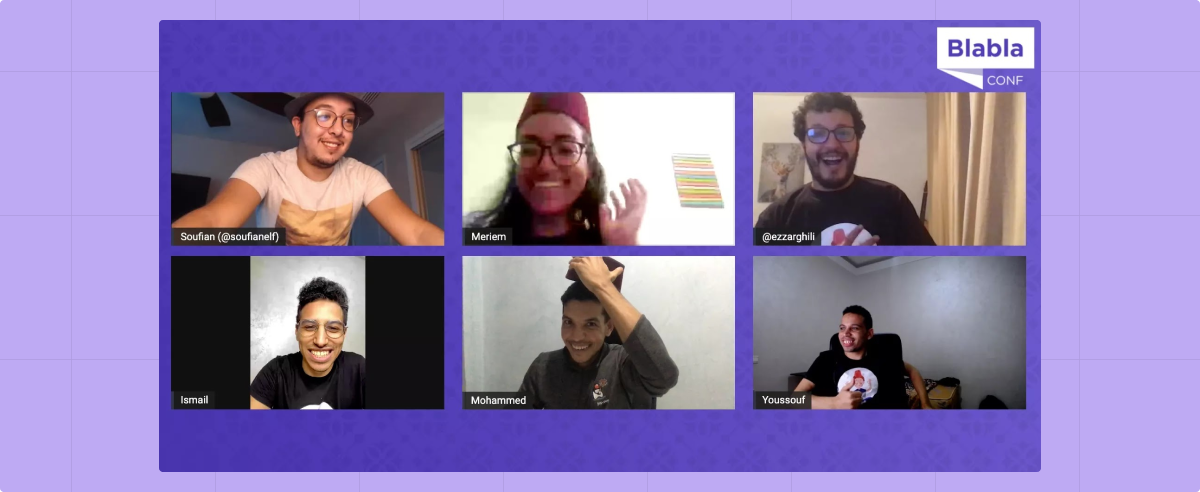 Blabla
CONF
Soufian (@soufianelf)
Meriem
@ezzarghili
Ismail
Mohammed
Youssouf